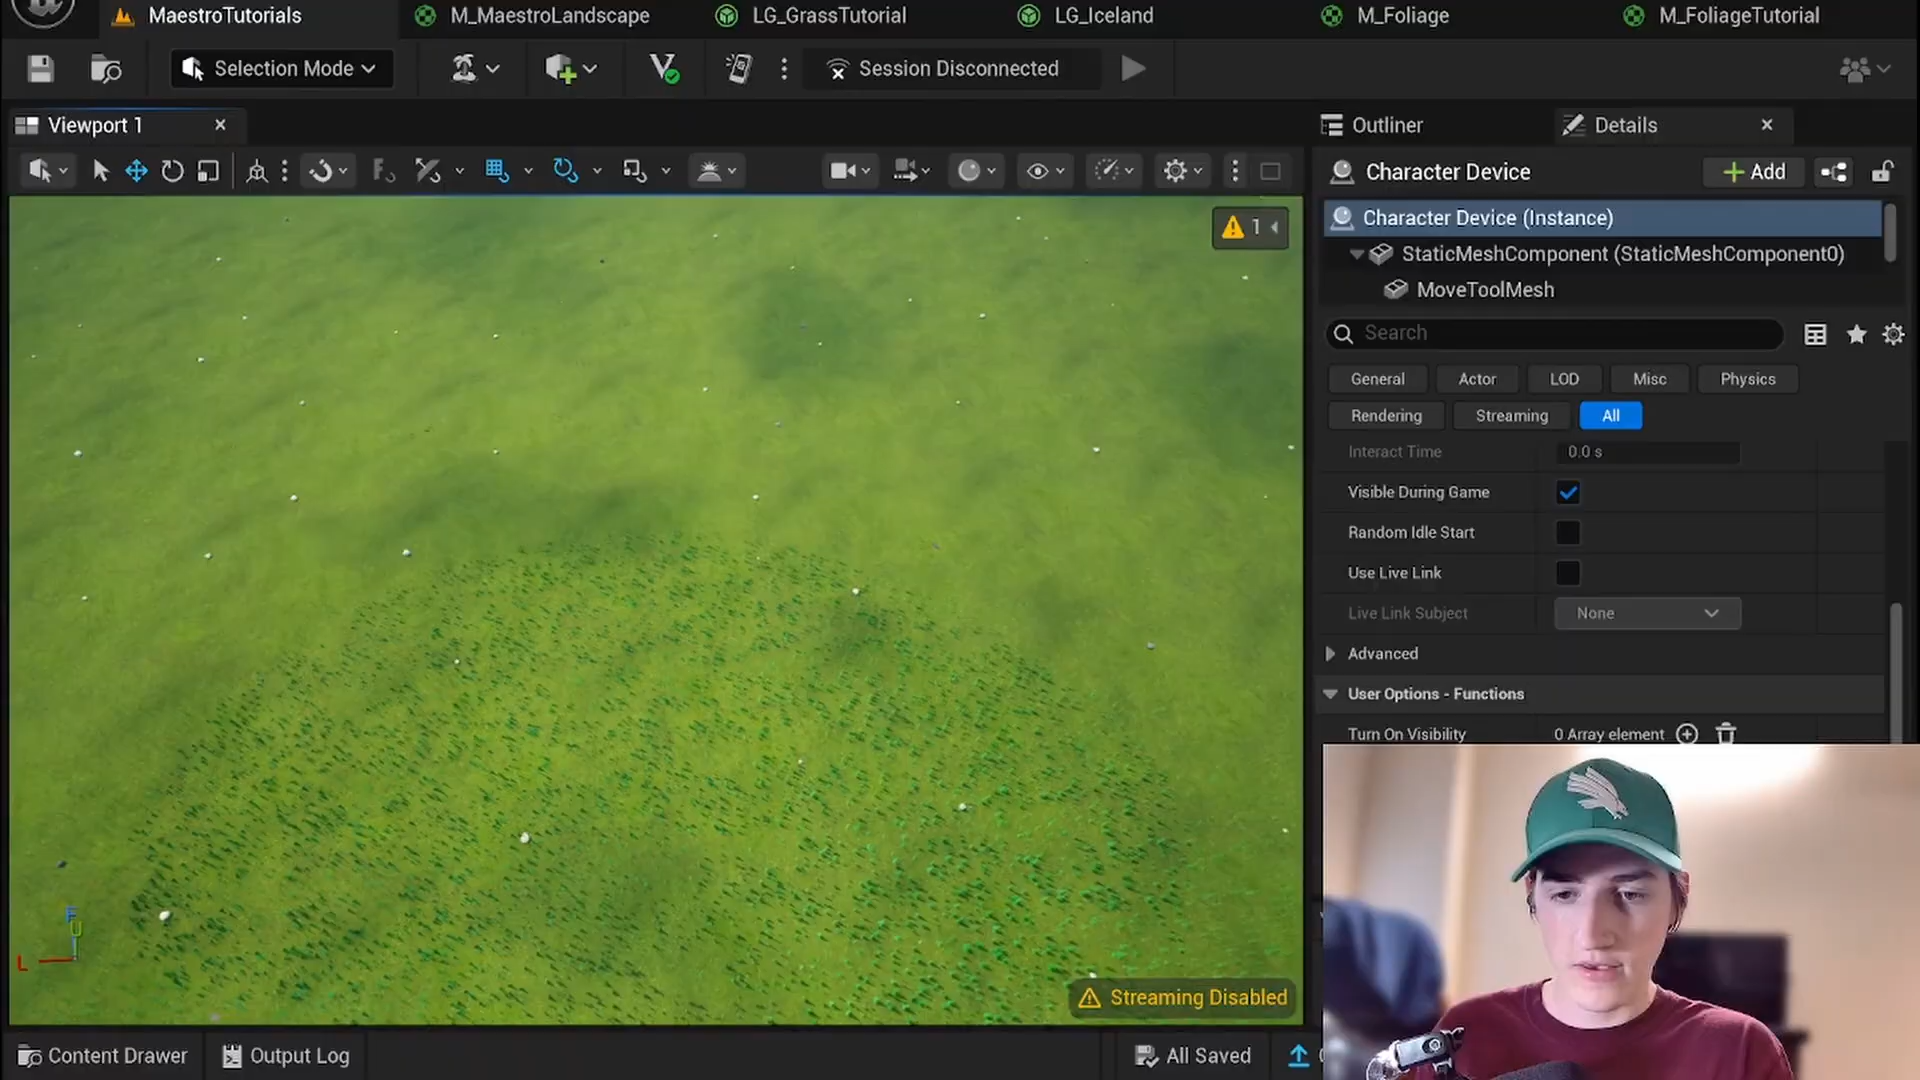 MaestroTutorials
M_MaestroLandscape
LG_GrassTutorial
LG_Iceland
M_Foliage
M_FoliageTutorial
Selection Mode
Session Disconnected
Viewport 1
Outliner
Details
Character Device
Add
1
Character Device (Instance)
StaticMeshComponent (StaticMeshComponent0)
MoveToolMesh
Search
General
Actor
LOD
Misc
Physics
Rendering
Streaming
All
Interact Time
0.0 s
Visible During Game
Random Idle Start
Use Live Link
Live Link Subject
None
Advanced
User Options - Functions
Turn On Visibility
0 Array element
F
U
L
Streaming Disabled
Content Drawer
Output Log
All Saved